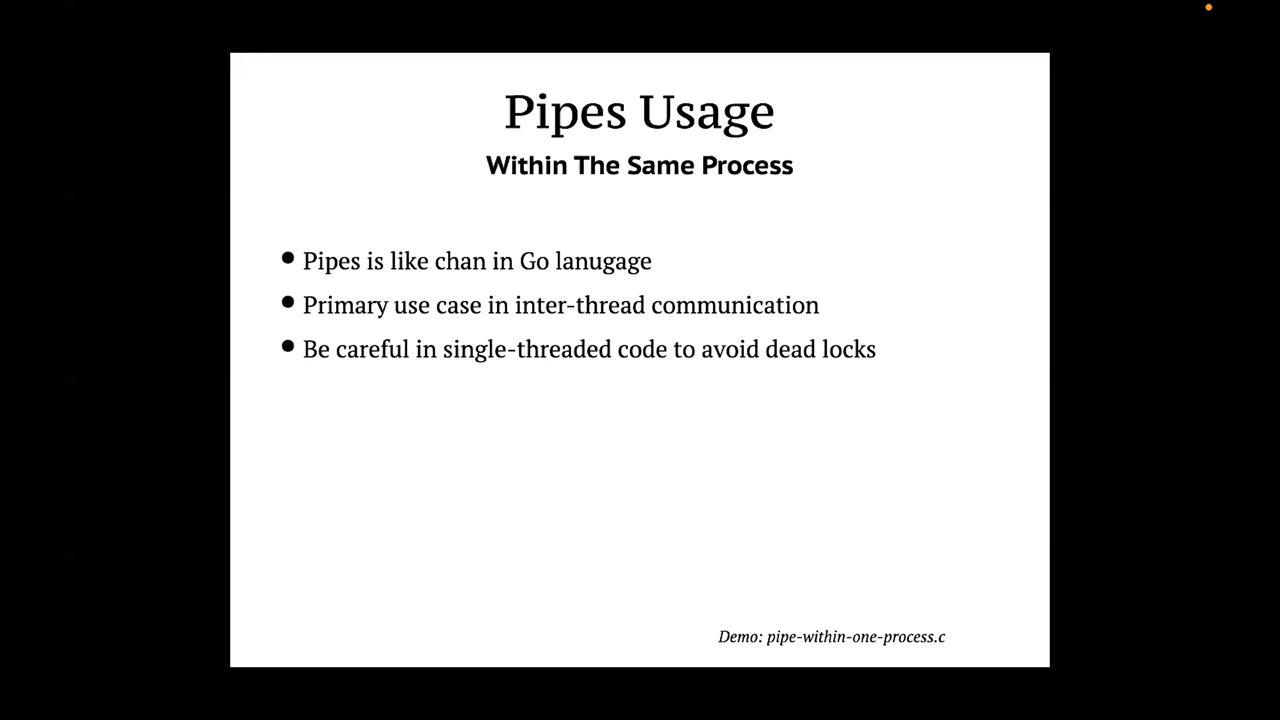 Pipes Usage
Within The Same Process
• Pipes is like chan in Go lanugage
• Primary use case in inter-thread communication
• Be careful in single-threaded code to avoid dead locks
Demo: pipe-within-one-process.c